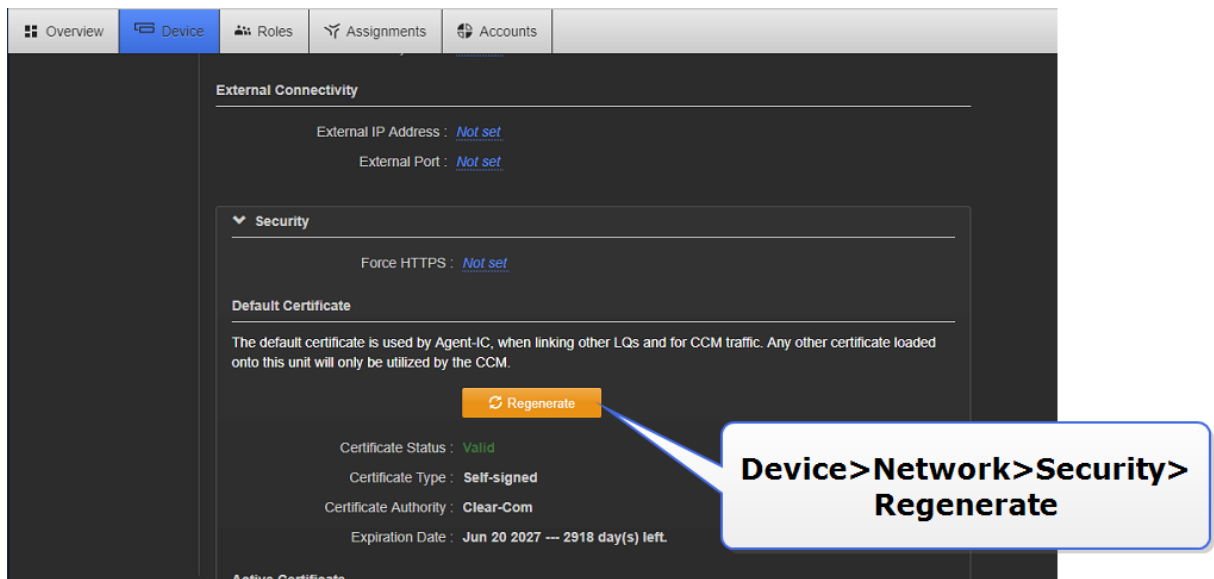 Overview Device Roles Assignments Accounts
External Connectivity
External IP Address : Not set
External Port : Not set
Security
Force HTTPS : Not set
Default Certificate
The default certificate is used by Agent-IC, when linking other LQs and for CCM traffic. Any other certificate loaded
onto this unit will only be utilized by the CCM.
Regenerate
Certificate Status : Valid
Certificate Type : Self-signed
Certificate Authority : Clear-Com
Expiration Date : Jun 20 2027 --- 2918 day(s) left.
Device>Network>Security>
Regenerate
Active Certificate